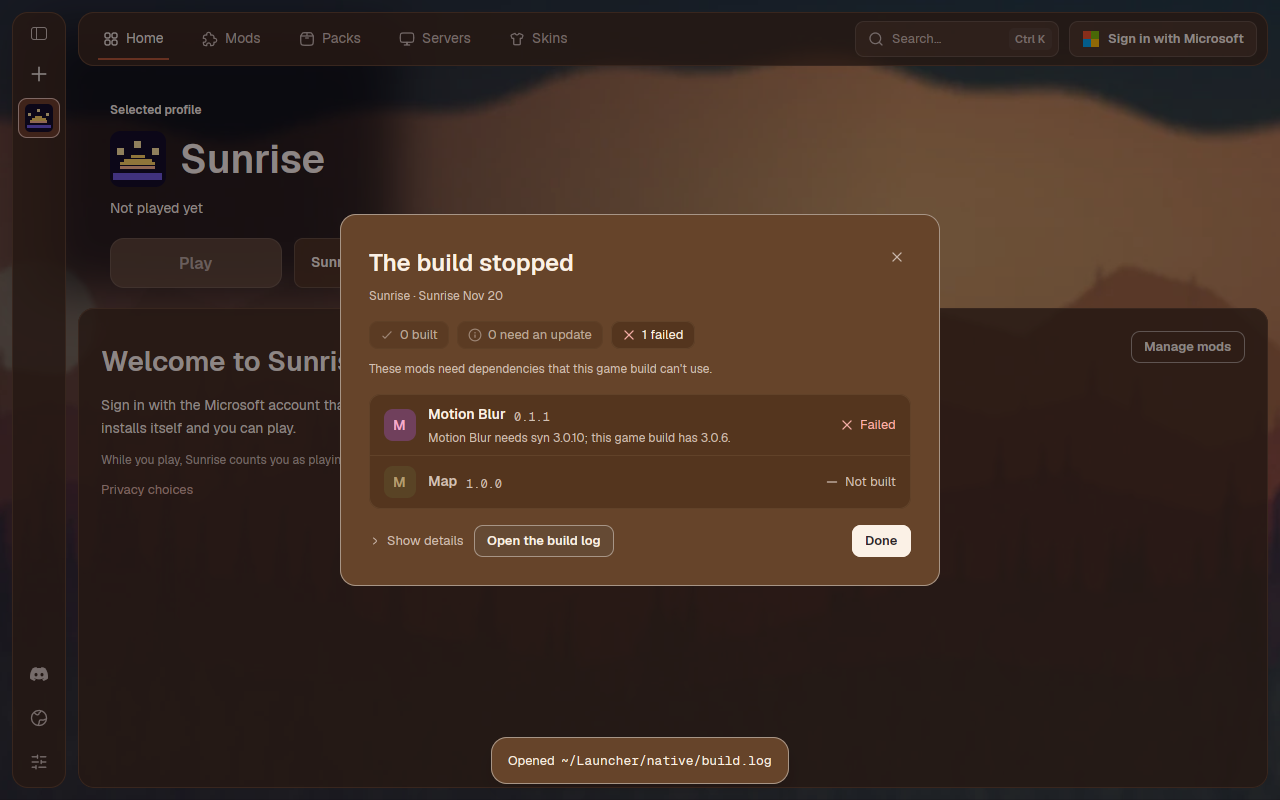 Home
Mods
Packs
Servers
Skins
Search...
Ctrl K
Sign in with Microsoft
Selected profile
Sunrise
Not played yet
Play
The build stopped
Sunrise · Sunrise Nov 20
0 built
0 need an update
1 failed
These mods need dependencies that this game build can't use.
M
Motion Blur 0.1.1
Motion Blur needs syn 3.0.10; this game build has 3.0.6.
Failed
M
Map 1.0.0
Not built
Show details
Open the build log
Done
Manage mods
Sign in with the Microsoft account
installs itself and you can play.
While you play, Sunrise counts you as
Privacy choices
Welcome to
Opened ~/Launcher/native/build.log